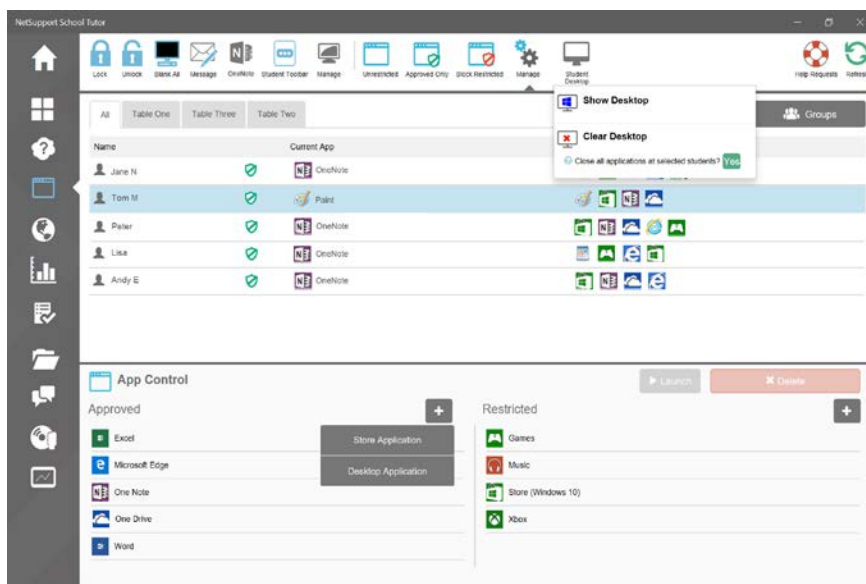 NetSupport School Tutor
Lock Unlock Blank All Message OneNote Student Toolbar Manage Unrestricted Approved Only Block Restricted Manage Student Desktop Help Requests Refresh
Show Desktop
Clear Desktop
Close all applications at selected students? Yes
All Table One Table Three Table Two Groups
Name Current App
Jane N OneNote
Tom M Paint
Peter OneNote
Lisa OneNote
Andy E OneNote
App Control Launch Delete
Approved Restricted
Excel Store Application Games
Microsoft Edge Desktop Application Music
One Note Store (Windows 10)
One Drive Xbox
Word